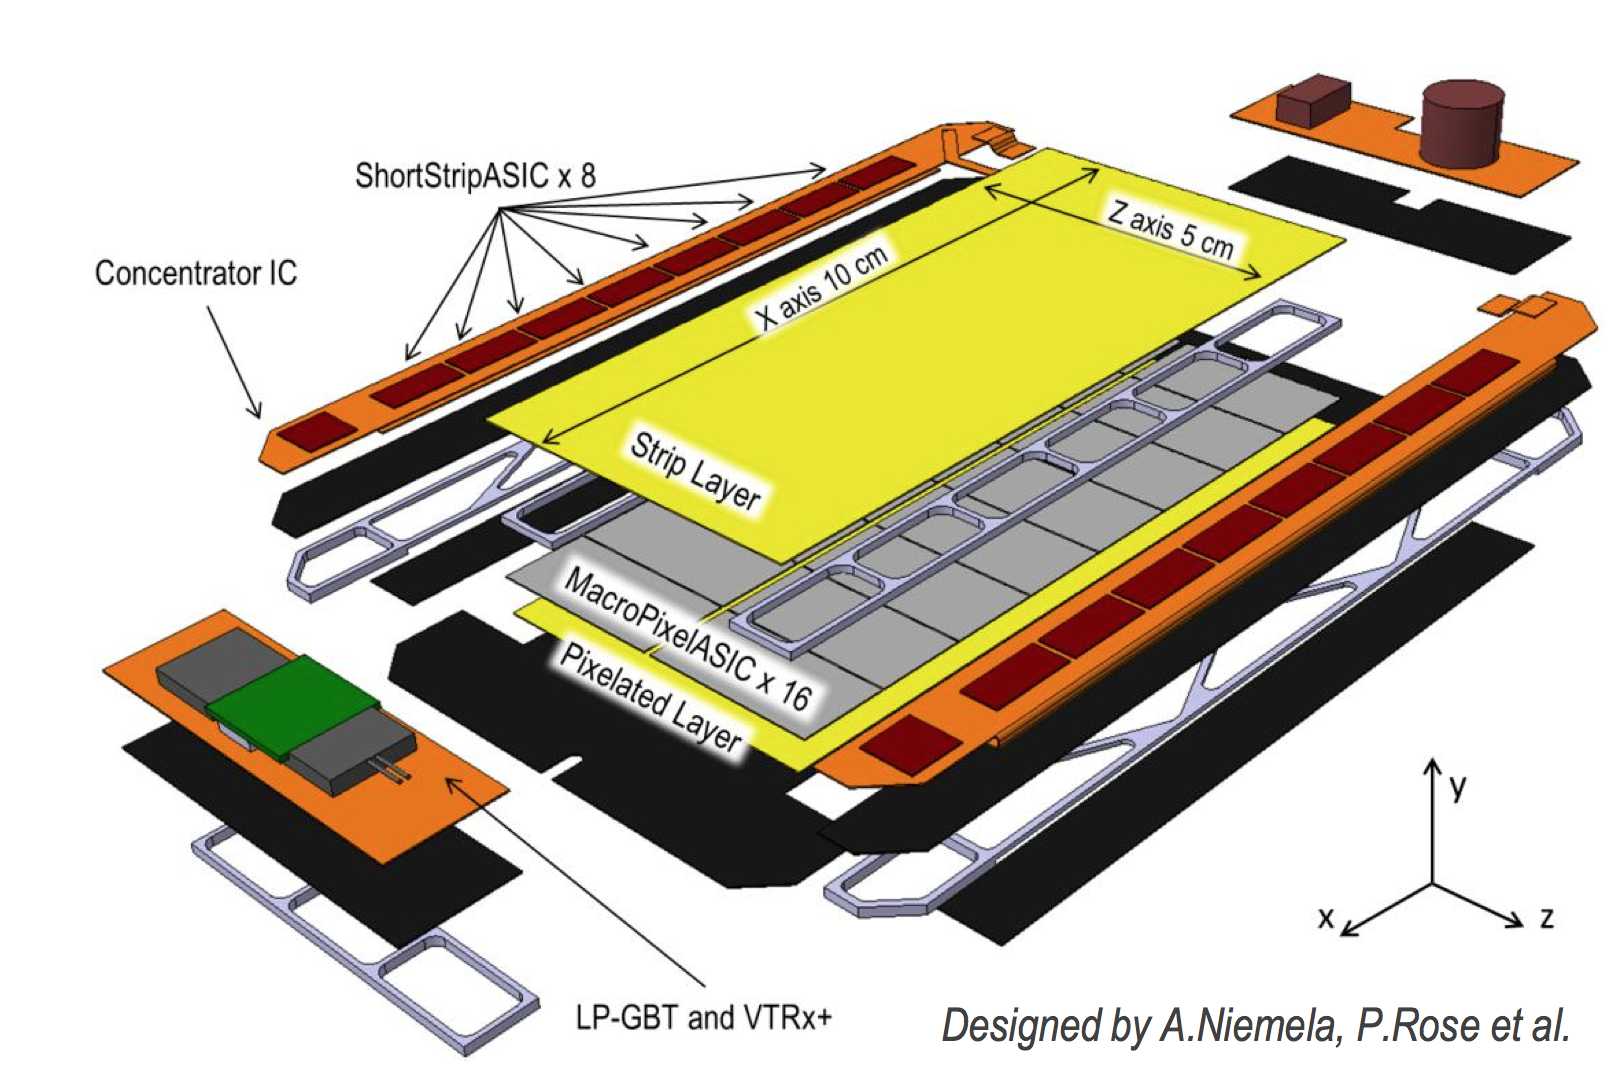 ShortStripASIC x 8
Concentrator IC
Z axis 5 cm
X axis 10 cm
Strip Layer
MacroPixelASIC x 16
Pixelated Layer
y
x
z
LP-GBT and VTRx+
Designed by A.Niemela, P.Rose et al.